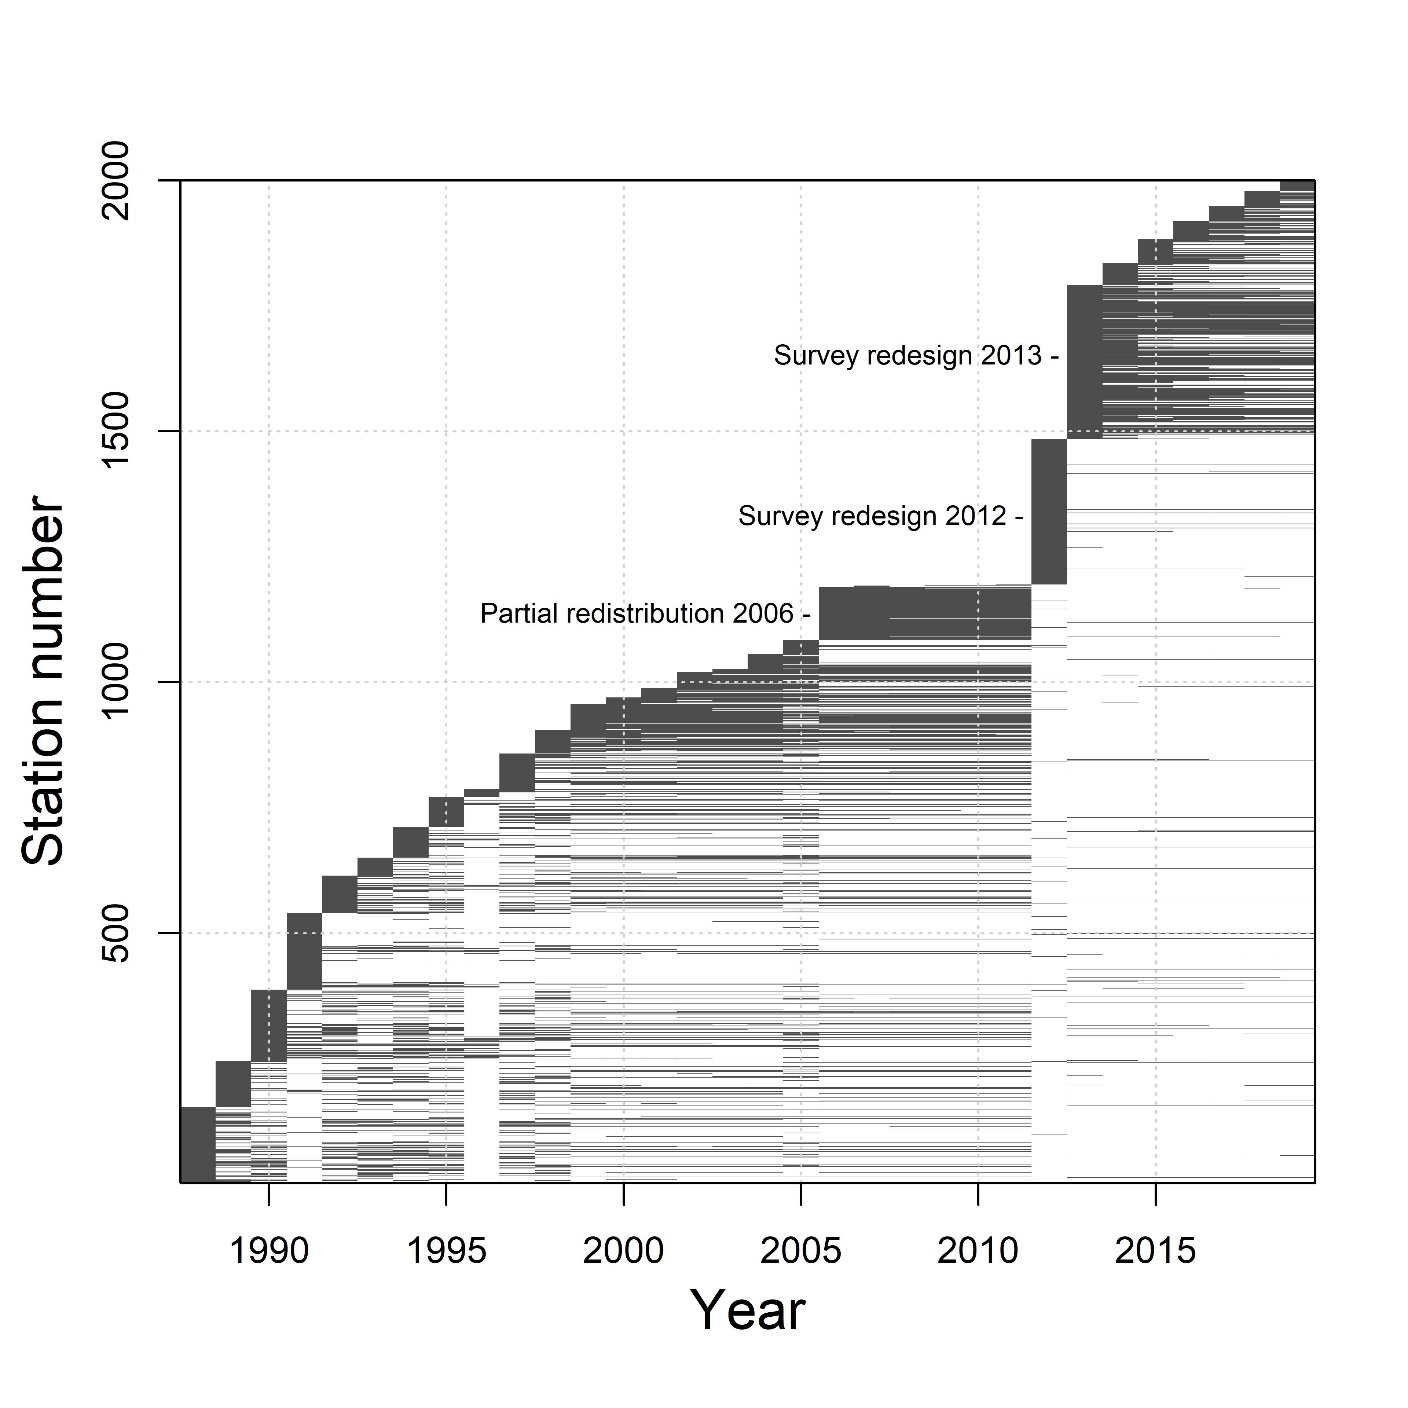 2000
1500
1000
500
Station number
Survey redesign 2013 -
Survey redesign 2012 -
Partial redistribution 2006 -
1990 1995 2000 2005 2010 2015
Year